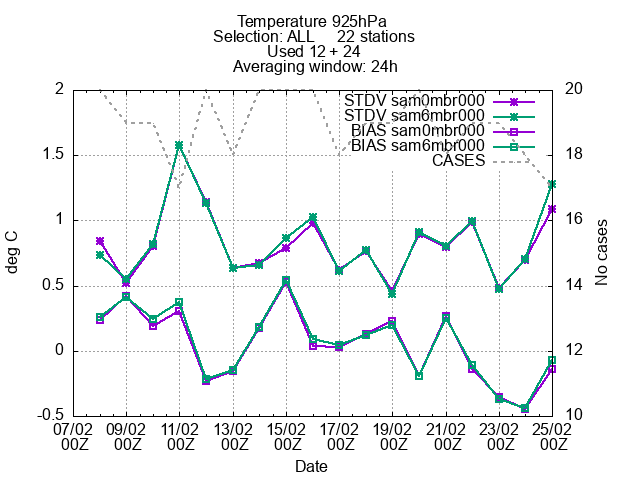 Temperature 925hPa
Selection: ALL     22 stations
Used 12 + 24
Averaging window: 24h
STDV sam0mbr000
STDV sam6mbr000
BIAS sam0mbr000
BIAS sam6mbr000
CASES
2
1.5
1
0.5
0
-0.5
20
18
16
14
12
10
deg C
No cases
07/02 09/02 11/02 13/02 15/02 17/02 19/02 21/02 23/02 25/02
00Z 00Z 00Z 00Z 00Z 00Z 00Z 00Z 00Z 00Z
Date